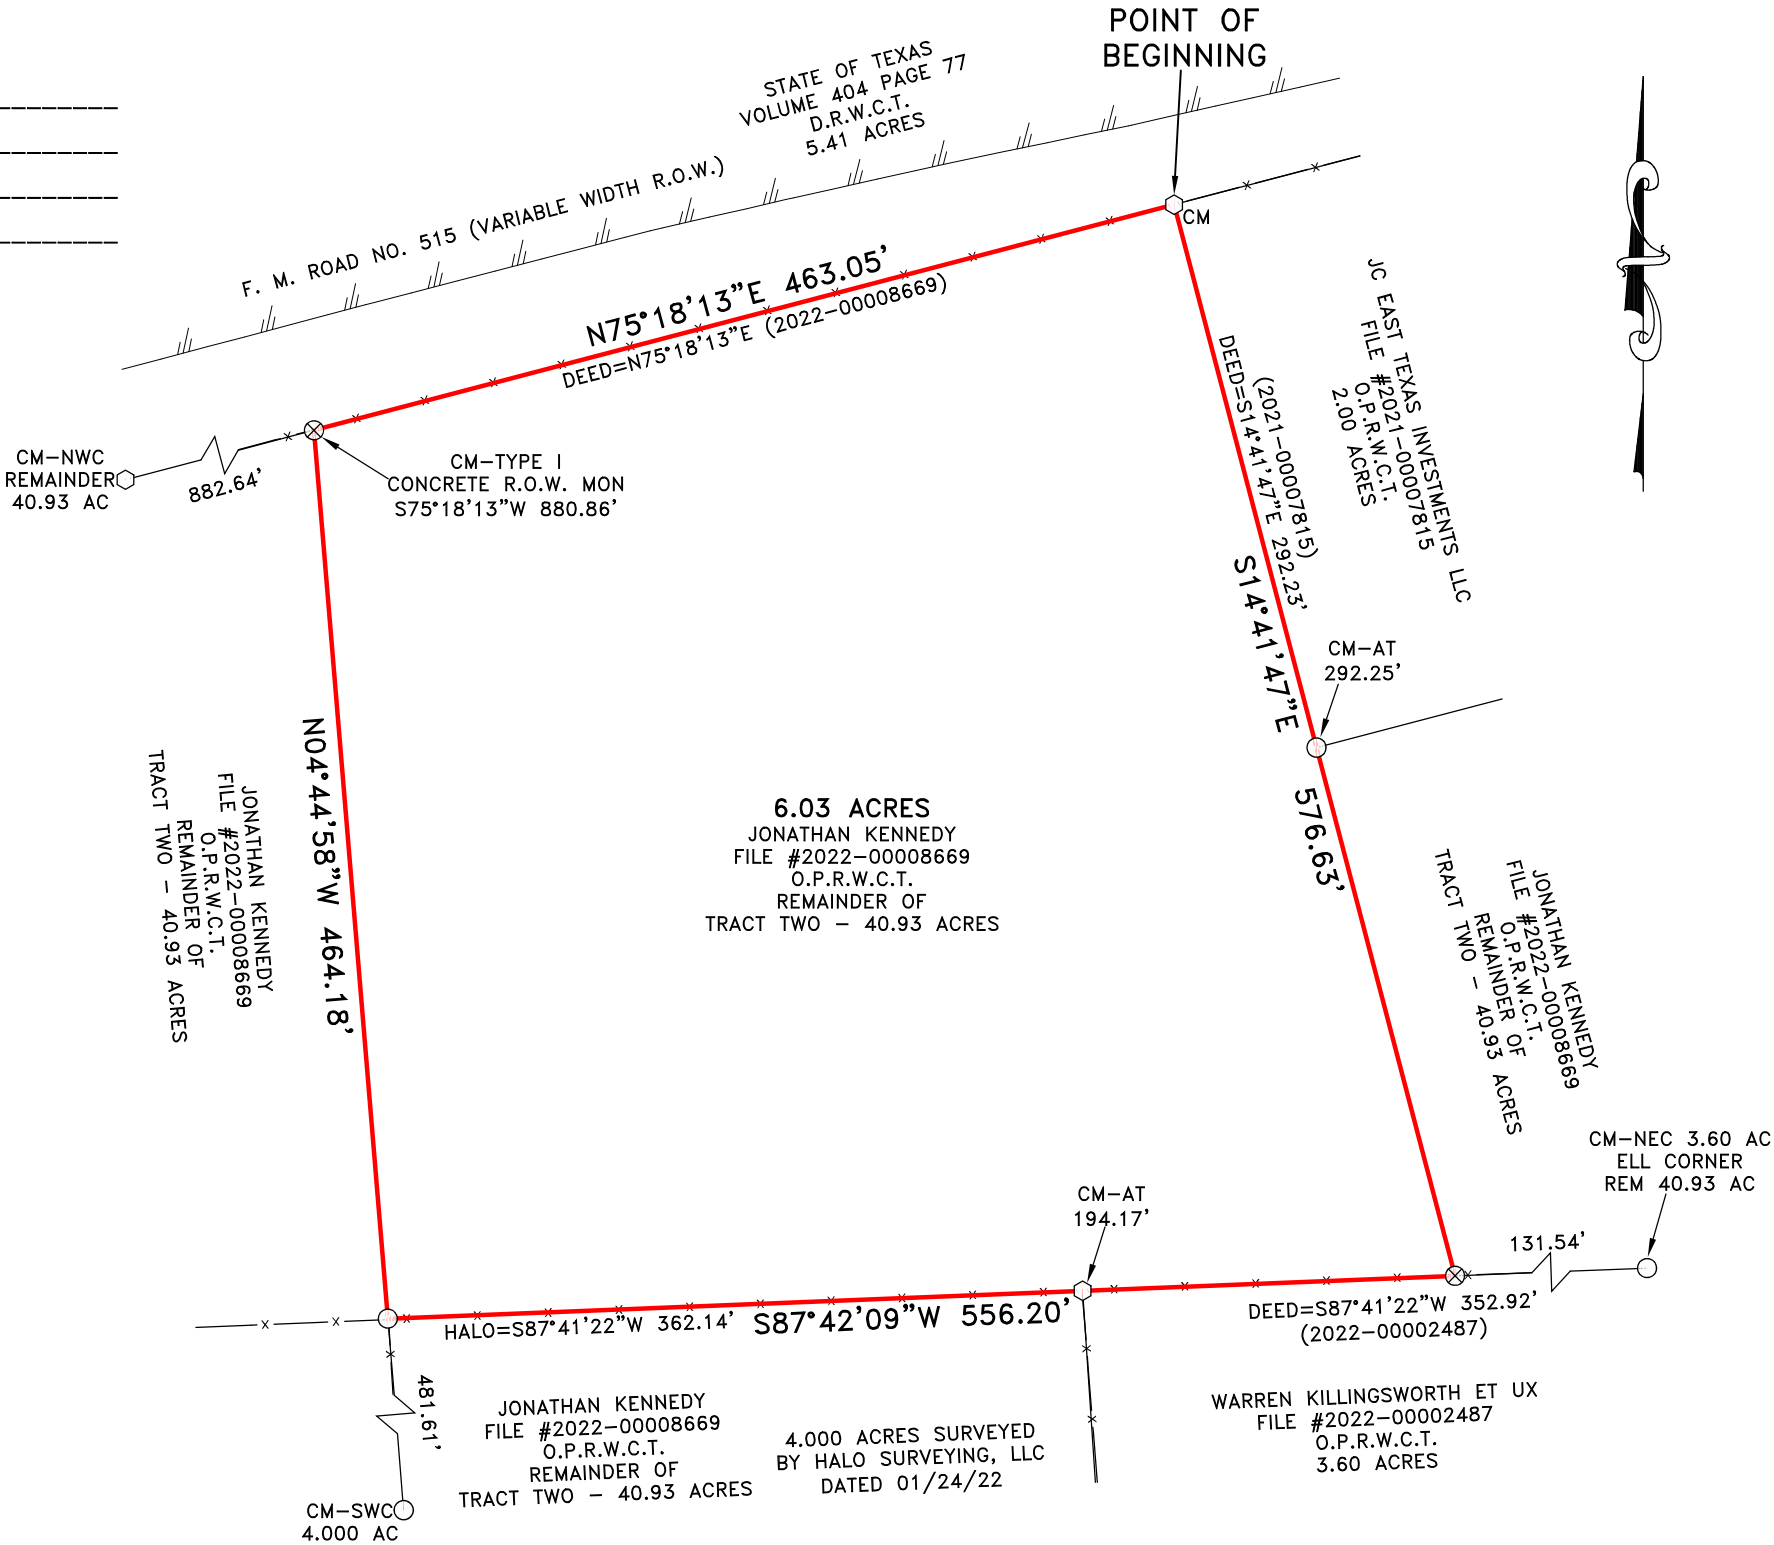 POINT OF
BEGINNING
STATE OF TEXAS
VOLUME 404 PAGE 77
D.R.W.C.T.
5.41 ACRES
F. M. ROAD NO. 515 (VARIABLE WIDTH R.O.W.)
CM
N75°18'13"E 463.05'
DEED=N75°18'13"E (2022-00008669)
CM-NWC
REMAINDER
40.93 AC
882.64'
CM-TYPE I
CONCRETE R.O.W. MON
S75°18'13"W 880.86'
JC EAST TEXAS INVESTMENTS LLC
FILE #2021-00007815
O.P.R.W.C.T.
2.00 ACRES
(2021-00007815)
DEED=S14°41'47"E 292.23'
S14°41'47"E 576.63'
CM-AT
292.25'
N04°44'58"W 464.18'
JONATHAN KENNEDY
FILE #2022-00008669
O.P.R.W.C.T.
REMAINDER OF
TRACT TWO - 40.93 ACRES
6.03 ACRES
JONATHAN KENNEDY
FILE #2022-00008669
O.P.R.W.C.T.
REMAINDER OF
TRACT TWO - 40.93 ACRES
JONATHAN KENNEDY
FILE #2022-00008669
O.P.R.W.C.T.
REMAINDER OF
TRACT TWO - 40.93 ACRES
CM-NEC 3.60 AC
ELL CORNER
REM 40.93 AC
CM-AT
194.17'
131.54'
HALO=S87°41'22"W 362.14'
S87°42'09"W 556.20'
DEED=S87°41'22"W 352.92'
(2022-00002487)
481.61'
JONATHAN KENNEDY
FILE #2022-00008669
O.P.R.W.C.T.
REMAINDER OF
TRACT TWO - 40.93 ACRES
4.000 ACRES SURVEYED
BY HALO SURVEYING, LLC
DATED 01/24/22
WARREN KILLINGSWORTH ET UX
FILE #2022-00002487
O.P.R.W.C.T.
3.60 ACRES
CM-SWC
4.000 AC